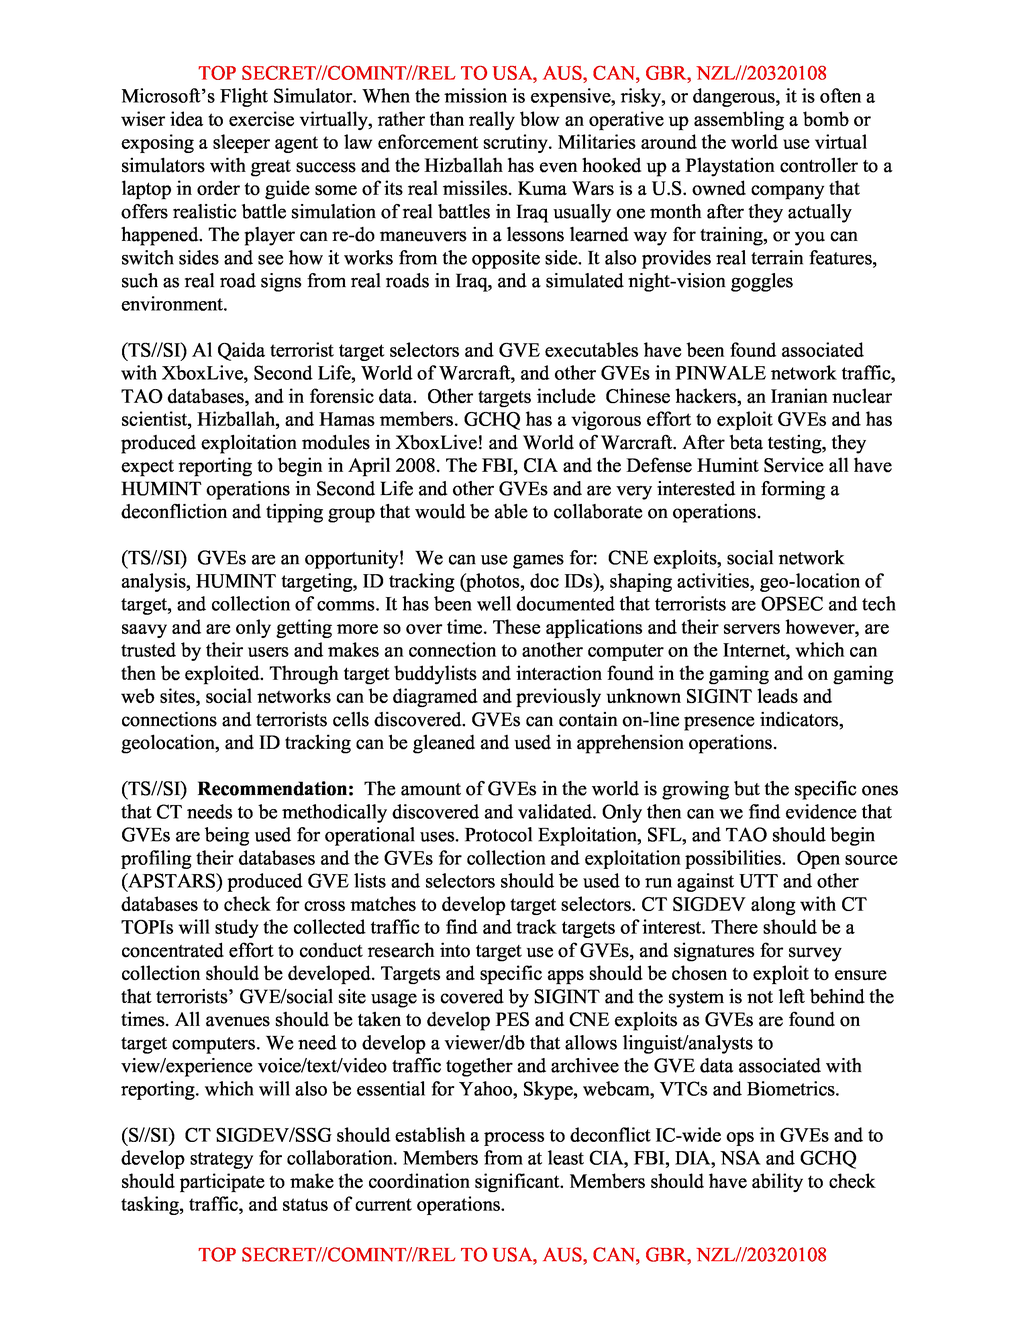 TOP SECRET//COMINT//REL TO USA, AUS, CAN, GBR, NZL//20320108
Microsoft's Flight Simulator. When the mission is expensive, risky, or dangerous, it is often a
wiser idea to exercise virtually, rather than really blow an operative up assembling a bomb or
exposing a sleeper agent to law enforcement scrutiny. Militaries around the world use virtual
simulators with great success and the Hizballah has even hooked up a Playstation controller to a
laptop in order to guide some of its real missiles. Kuma Wars is a U.S. owned company that
offers realistic battle simulation of real battles in Iraq usually one month after they actually
happened. The player can re-do maneuvers in a lessons learned way for training, or you can
switch sides and see how it works from the opposite side. It also provides real terrain features,
such as real road signs from real roads in Iraq, and a simulated night-vision goggles
environment.
(TS//SI) Al Qaida terrorist target selectors and GVE executables have been found associated
with XboxLive, Second Life, World of Warcraft, and other GVEs in PINWALE network traffic,
TAO databases, and in forensic data.  Other targets include  Chinese hackers, an Iranian nuclear
scientist, Hizballah, and Hamas members. GCHQ has a vigorous effort to exploit GVEs and has
produced exploitation modules in XboxLive! and World of Warcraft. After beta testing, they
expect reporting to begin in April 2008. The FBI, CIA and the Defense Humint Service all have
HUMINT operations in Second Life and other GVEs and are very interested in forming a
deconfliction and tipping group that would be able to collaborate on operations.
(TS//SI)  GVEs are an opportunity!  We can use games for:  CNE exploits, social network
analysis, HUMINT targeting, ID tracking (photos, doc IDs), shaping activities, geo-location of
target, and collection of comms. It has been well documented that terrorists are OPSEC and tech
saavy and are only getting more so over time. These applications and their servers however, are
trusted by their users and makes an connection to another computer on the Internet, which can
then be exploited. Through target buddylists and interaction found in the gaming and on gaming
web sites, social networks can be diagramed and previously unknown SIGINT leads and
connections and terrorists cells discovered. GVEs can contain on-line presence indicators,
geolocation, and ID tracking can be gleaned and used in apprehension operations.
(TS//SI)  Recommendation:  The amount of GVEs in the world is growing but the specific ones
that CT needs to be methodically discovered and validated. Only then can we find evidence that
GVEs are being used for operational uses. Protocol Exploitation, SFL, and TAO should begin
profiling their databases and the GVEs for collection and exploitation possibilities.  Open source
(APSTARS) produced GVE lists and selectors should be used to run against UTT and other
databases to check for cross matches to develop target selectors. CT SIGDEV along with CT
TOPIs will study the collected traffic to find and track targets of interest. There should be a
concentrated effort to conduct research into target use of GVEs, and signatures for survey
collection should be developed. Targets and specific apps should be chosen to exploit to ensure
that terrorists' GVE/social site usage is covered by SIGINT and the system is not left behind the
times. All avenues should be taken to develop PES and CNE exploits as GVEs are found on
target computers. We need to develop a viewer/db that allows linguist/analysts to
view/experience voice/text/video traffic together and archivee the GVE data associated with
reporting. which will also be essential for Yahoo, Skype, webcam, VTCs and Biometrics.
(S//SI)  CT SIGDEV/SSG should establish a process to deconflict IC-wide ops in GVEs and to
develop strategy for collaboration. Members from at least CIA, FBI, DIA, NSA and GCHQ
should participate to make the coordination significant. Members should have ability to check
tasking, traffic, and status of current operations.
TOP SECRET//COMINT//REL TO USA, AUS, CAN, GBR, NZL//20320108